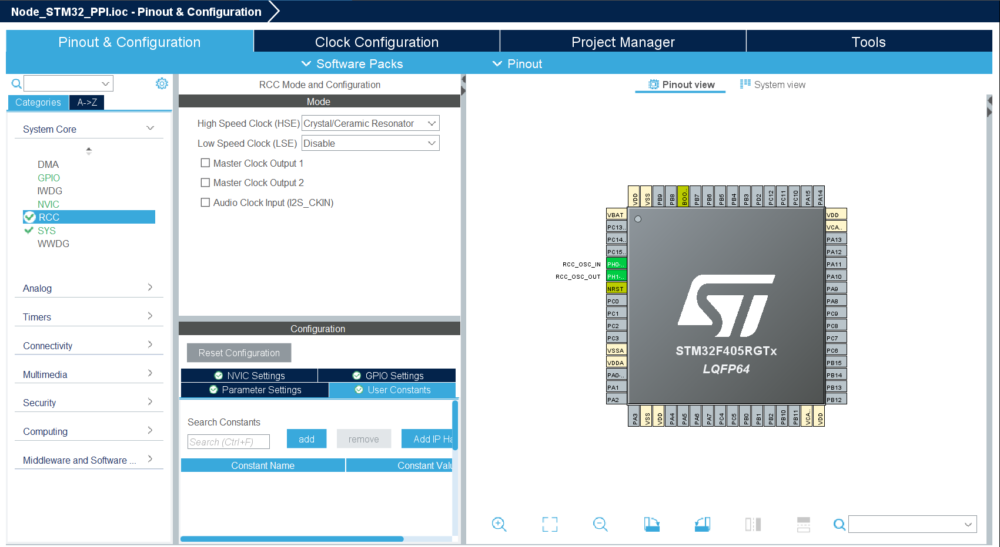 Node_STM32_PPI.ioc - Pinout & Configuration
Pinout & Configuration
Clock Configuration
Project Manager
Tools
Software Packs
Pinout
Categories
A->Z
System Core
DMA
GPIO
IWDG
NVIC
RCC
SYS
WWDG
Analog
Timers
Connectivity
Multimedia
Security
Computing
Middleware and Software ...
RCC Mode and Configuration
Mode
High Speed Clock (HSE) Crystal/Ceramic Resonator
Low Speed Clock (LSE) Disable
Master Clock Output 1
Master Clock Output 2
Audio Clock Input (I2S_CKIN)
Configuration
Reset Configuration
NVIC Settings
GPIO Settings
Parameter Settings
User Constants
Search Constants
Search (Ctrl+F)
add
remove
Add IP Ha
Constant Name
Constant Valu
Pinout view
System view
VDD
VSS
PB9
PB8
BOO..
PB7
PB6
PB5
PB4
PB3
PD2
PC12
PC11
PC10
PA15
PA14
VBAT
PC13..
PC14..
PC15..
RCC_OSC_IN PH0-..
RCC_OSC_OUT PH1-..
NRST
PC0
PC1
PC2
PC3
VSSA
VDDA
PA0-..
PA1
PA2
STM32F405RGTx
LQFP64
VDD
VCA..
PA13
PA12
PA11
PA10
PA9
PA8
PC9
PC8
PC7
PC6
PB15
PB14
PB13
PB12
PA3
VSS
VDD
PA4
PA5
PA6
PA7
PC4
PC5
PB0
PB1
PB2
PB10
PB11
VCA..
VDD